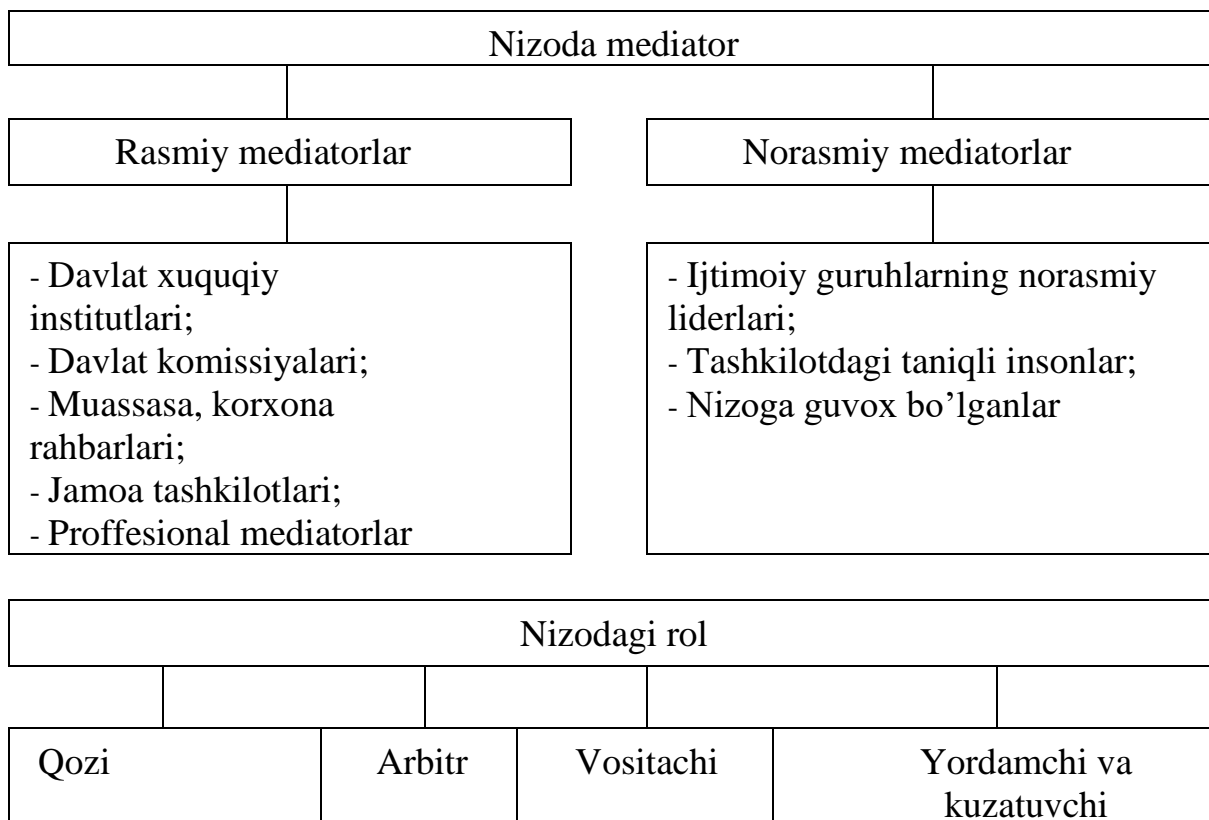 Nizoda mediator
Rasmiy mediatorlar
Norasmiy mediatorlar
- Davlat xuquqiy
institutlari;
- Davlat komissiyalari;
- Muassasa, korxona
rahbarlari;
- Jamoa tashkilotlari;
- Proffesional mediatorlar
- Ijtimoiy guruhlarning norasmiy
liderlari;
- Tashkilotdagi taniqli insonlar;
- Nizoga guvox bo’lganlar
Nizodagi rol
Qozi
Arbitr
Vositachi
Yordamchi va
kuzatuvchi